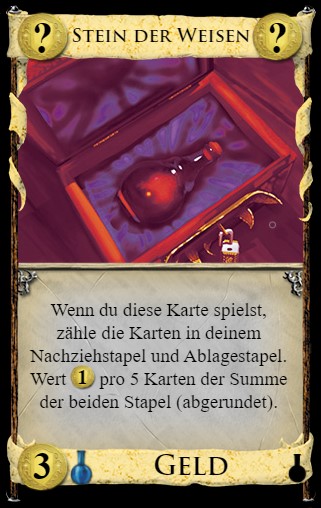 ? STEIN DER WEISEN ?
Wenn du diese Karte spielst,
zähle die Karten in deinem
Nachziehstapel und Ablagestapel.
Wert 1 pro 5 Karten der Summe
der beiden Stapel (abgerundet).
3 GELD